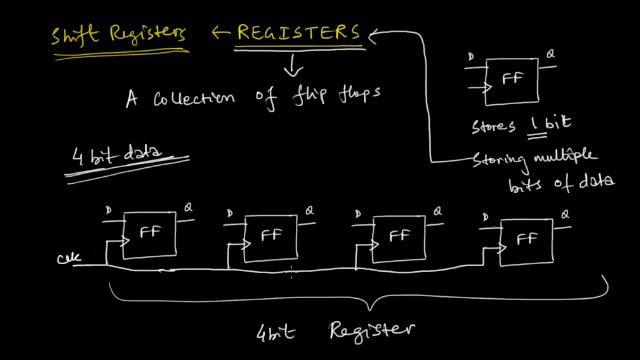 Shift Registers ← REGISTERS
A collection of flip flops
D Q
FF
Stores 1 bit
Storing multiple
bits of data
4 bit data
D Q D Q D Q D Q
FF FF FF FF
CLK
4bit Register